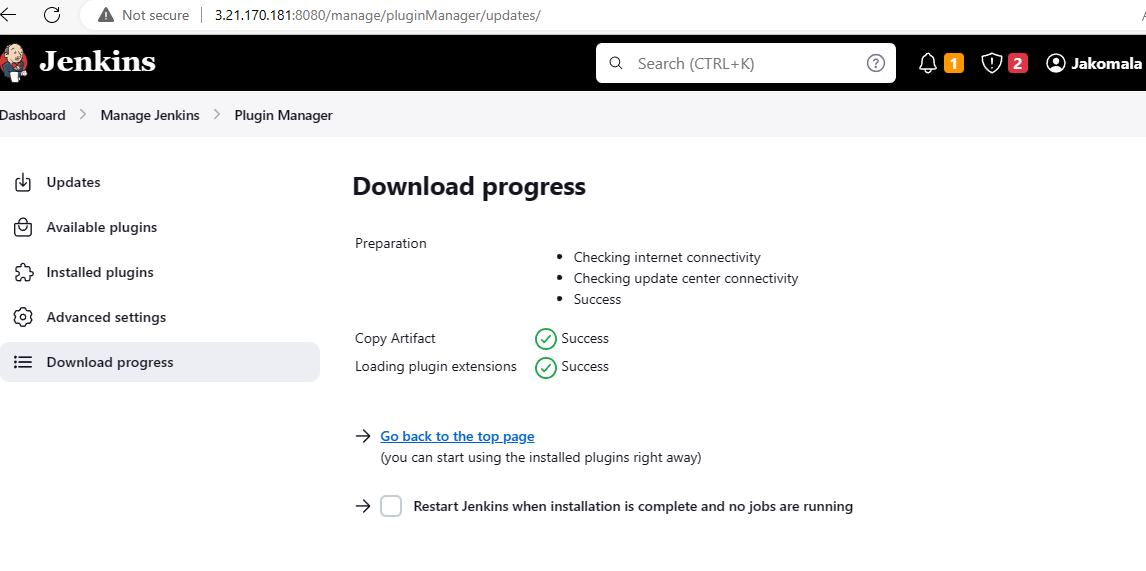 Not secure 3.21.170.181:8080/manage/pluginManager/updates/
Jenkins
Search (CTRL+K)
?
1
2
Jakomala
Dashboard > Manage Jenkins > Plugin Manager
Updates
Available plugins
Installed plugins
Advanced settings
Download progress
Download progress
Preparation
• Checking internet connectivity
• Checking update center connectivity
• Success
Copy Artifact Success
Loading plugin extensions Success
→ Go back to the top page
(you can start using the installed plugins right away)
→ Restart Jenkins when installation is complete and no jobs are running